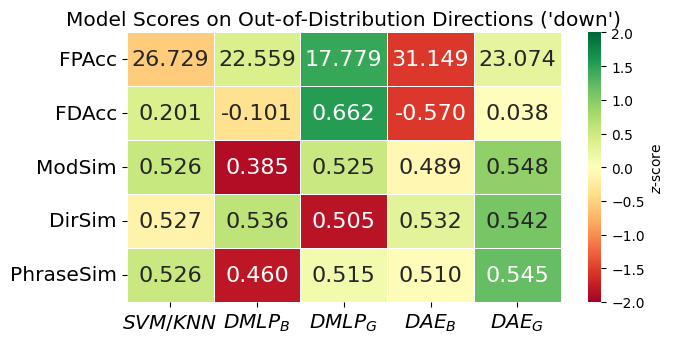 Model Scores on Out-of-Distribution Directions ('down')
FPAcc 26.729 22.559 17.779 31.149 23.074
FDAcc 0.201 -0.101 0.662 -0.570 0.038
ModSim 0.526 0.385 0.525 0.489 0.548
DirSim 0.527 0.536 0.505 0.532 0.542
PhraseSim 0.526 0.460 0.515 0.510 0.545
SVM/KNN DMLP_B DMLP_G DAE_B DAE_G
2.0
1.5
1.0
0.5
0.0
−0.5
−1.0
−1.5
−2.0
z-score